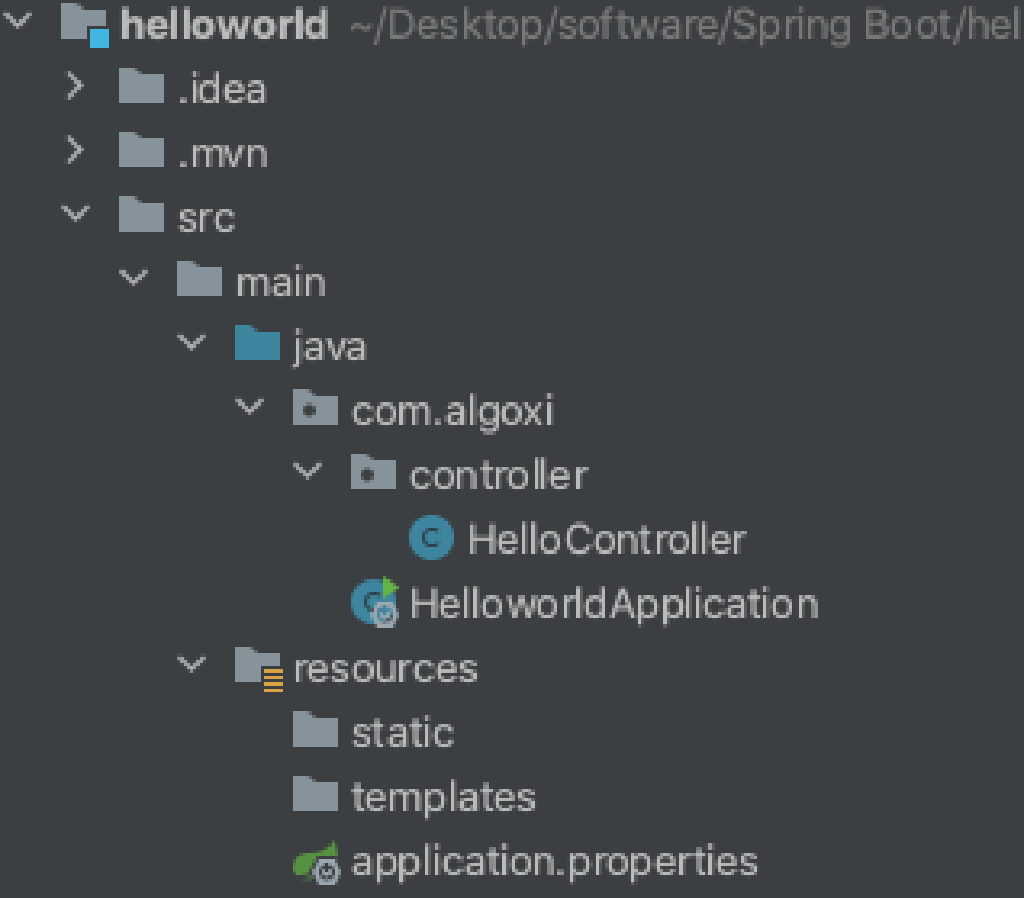 helloworld ~/Desktop/software/Spring Boot/hel
.idea
.mvn
src
main
java
com.algoxi
controller
HelloController
HelloworldApplication
resources
static
templates
application.properties